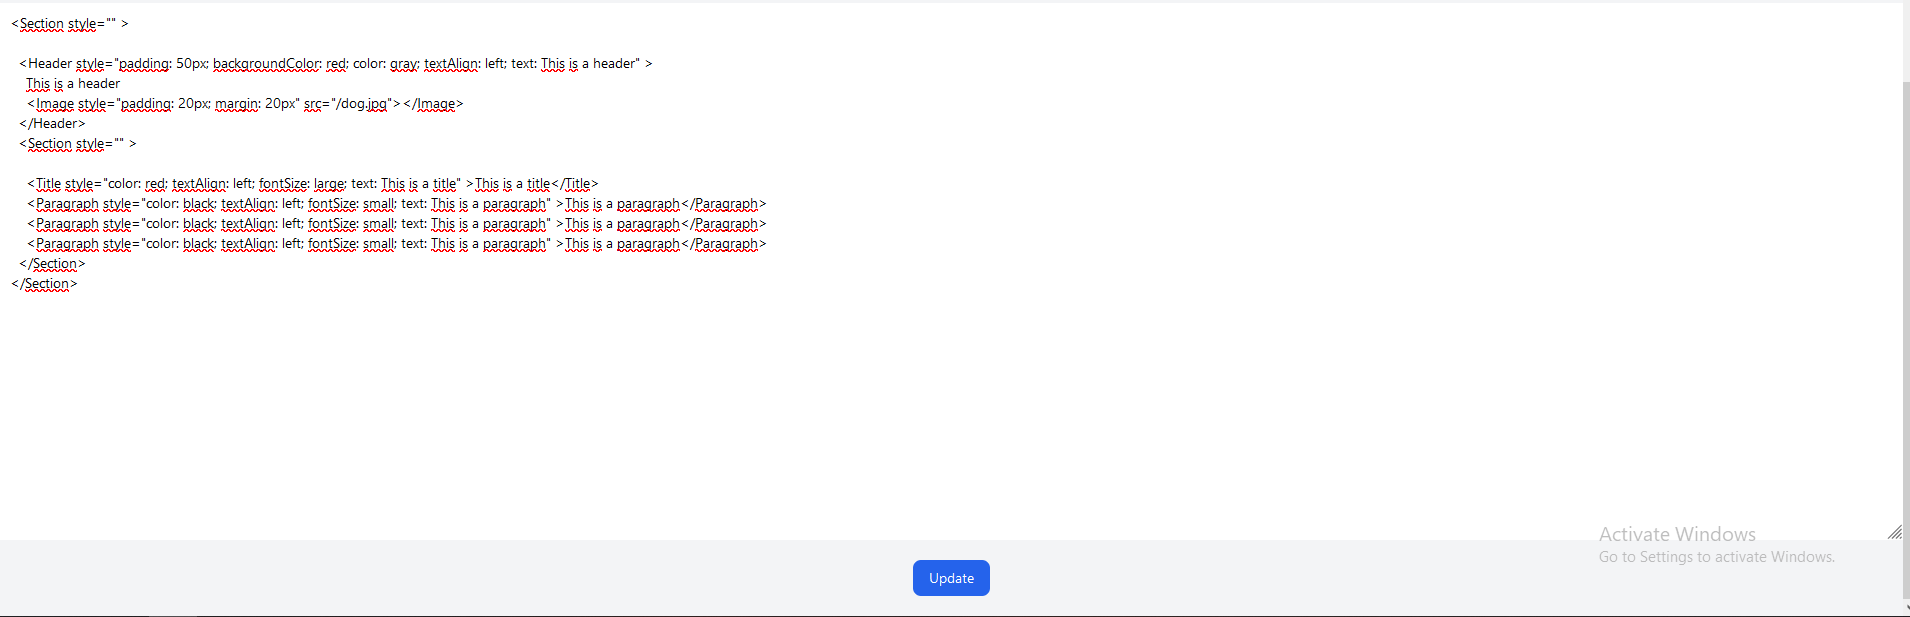 <Section style="" >
<Header style="padding: 50px; backgroundColor: red; color: gray; textAlign: left; text: This is a header" >
This is a header
<Image style="padding: 20px; margin: 20px" src="/dog.jpg"></Image>
</Header>
<Section style="" >
<Title style="color: red; textAlign: left; fontSize: large; text: This is a title" >This is a title</Title>
<Paragraph style="color: black; textAlign: left; fontSize: small; text: This is a paragraph" >This is a paragraph</Paragraph>
<Paragraph style="color: black; textAlign: left; fontSize: small; text: This is a paragraph" >This is a paragraph</Paragraph>
<Paragraph style="color: black; textAlign: left; fontSize: small; text: This is a paragraph" >This is a paragraph</Paragraph>
</Section>
</Section>
Activate Windows
Go to Settings to activate Windows.
Update